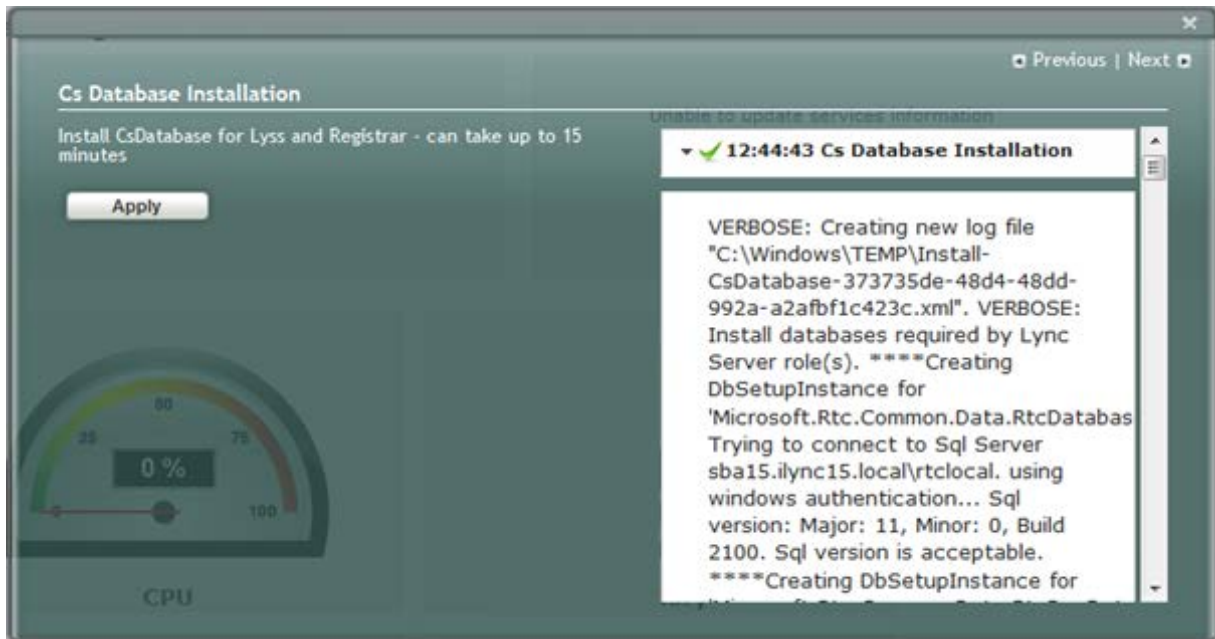 Previous | Next
Cs Database Installation
Install CsDatabase for Lyss and Registrar - can take up to 15
minutes
Apply
Unable to update services information
12:44:43 Cs Database Installation
VERBOSE: Creating new log file
"C:\Windows\TEMP\Install-
CsDatabase-373735de-48d4-48dd-
992a-a2afbf1c423c.xml". VERBOSE:
Install databases required by Lync
Server role(s). ****Creating
DbSetupInstance for
'Microsoft.Rtc.Common.Data.RtcDatabas
Trying to connect to Sql Server
sba15.ilync15.local\rtclocal. using
windows authentication... Sql
version: Major: 11, Minor: 0, Build
2100. Sql version is acceptable.
****Creating DbSetupInstance for
50
25
75
0 %
0
100
CPU